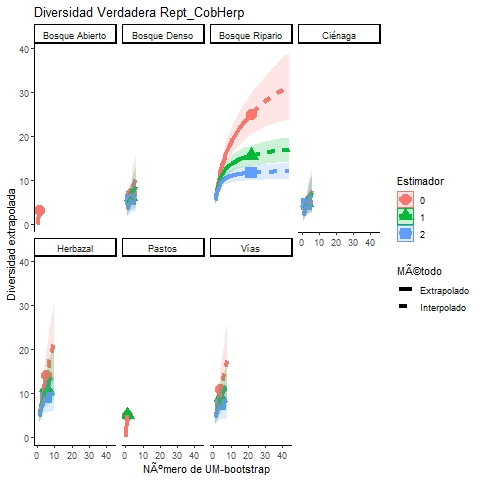 Diversidad Verdadera Rept_CobHerp
Bosque Abierto
Bosque Denso
Bosque Ripario
Ciénaga
40
30
20
10
0
0 10 20 30 40
Herbazal
Pastos
Vías
40
30
20
10
0
0 10 20 30 40
0 10 20 30 40
0 10 20 30 40
Diversidad extrapolada
NÃºmero de UM-bootstrap
Estimador
0
1
2
MÃ©todo
Extrapolado
Interpolado